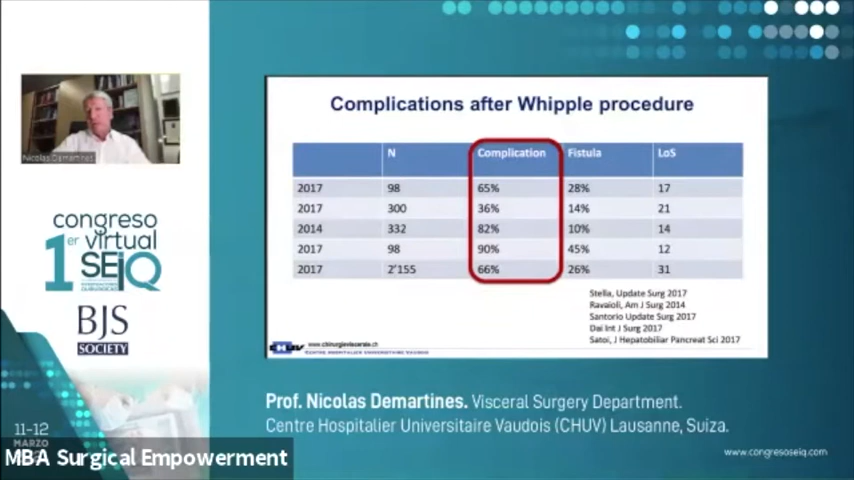 Nicolas Demartines
congreso
1er virtual
SEIQ
BJS
SOCIETY
11-12
MARZO
MBA Surgical Empowerment
Complications after Whipple procedure
N Complication Fistula LoS
2017 98 65% 28% 17
2017 300 36% 14% 21
2014 332 82% 10% 14
2017 98 90% 45% 12
2017 2'155 66% 26% 31
Stella, Update Surg 2017
Ravaioli, Am J Surg 2014
Santorio Update Surg 2017
Dai Int J Surg 2017
Satoi, J Hepatobiliar Pancreat Sci 2017
CHUV www.chirurgieviscerale.ch
CENTRE HOSPITALIER UNIVERSITAIRE VAUDOIS
Prof. Nicolas Demartines. Visceral Surgery Department.
Centre Hospitalier Universitaire Vaudois (CHUV) Lausanne, Suiza.
www.congresoseiq.com